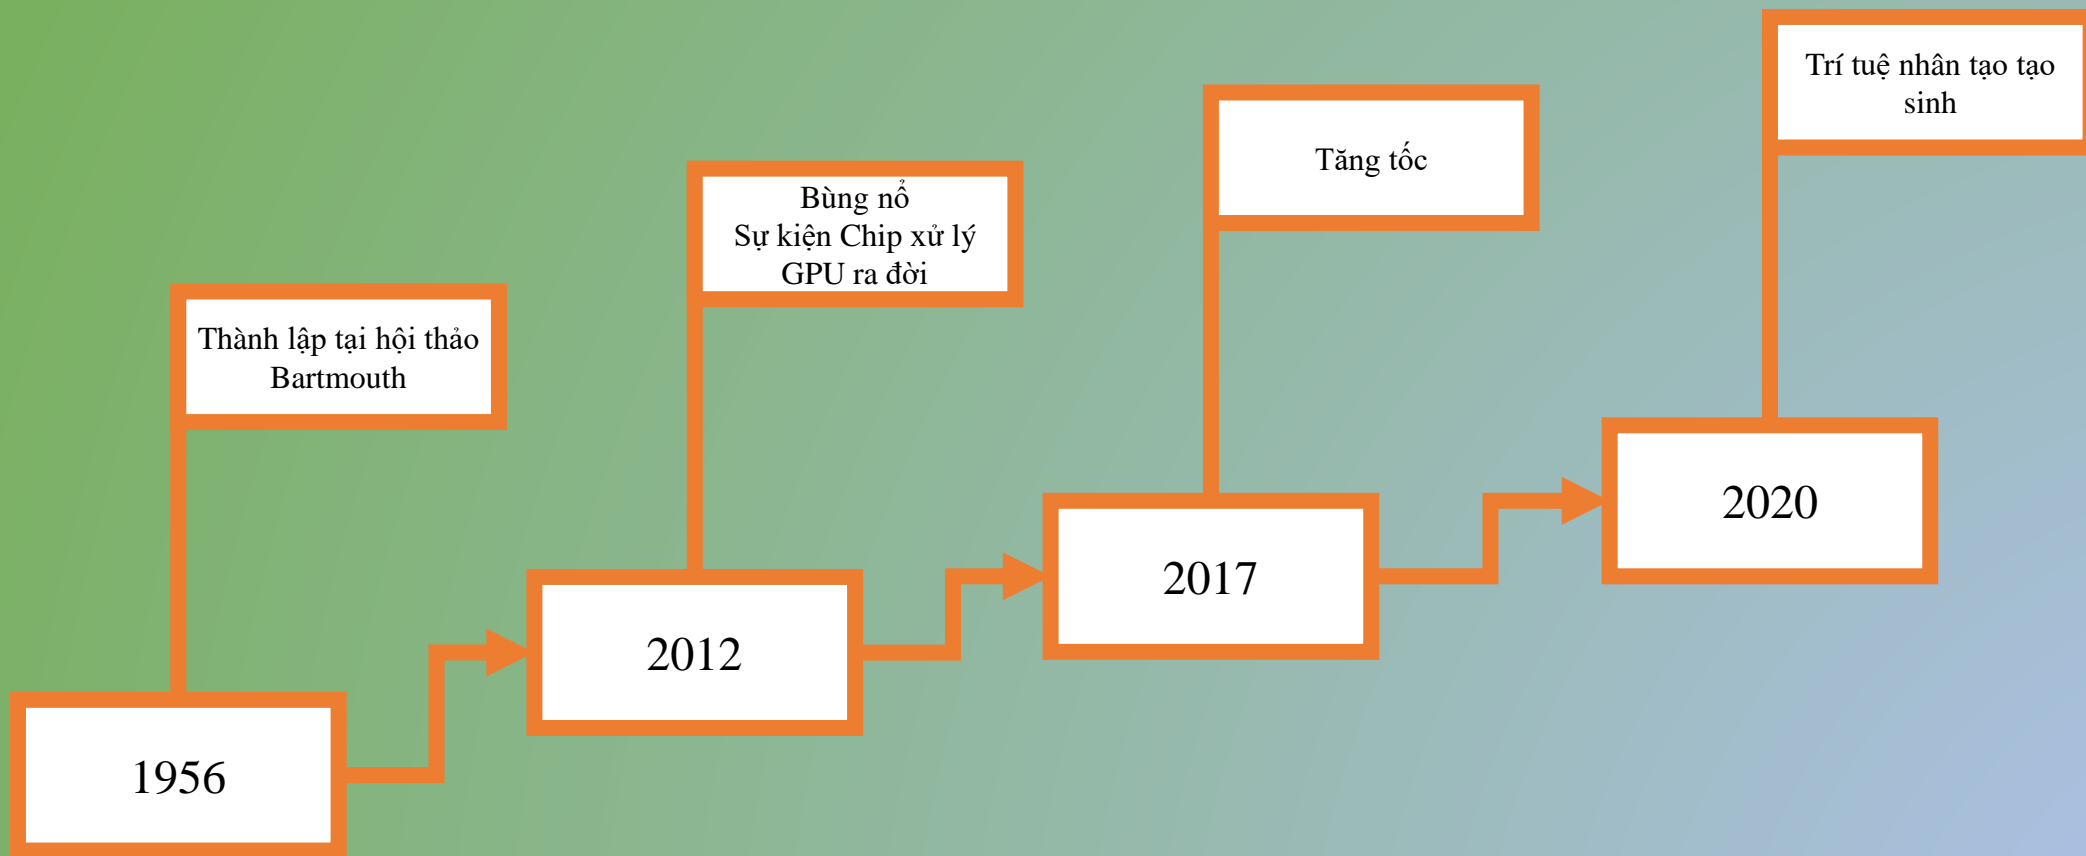 Trí tuệ nhân tạo tạo
sinh
Tăng tốc
Bùng nổ
Sự kiện Chip xử lý
GPU ra đời
Thành lập tại hội thảo
Bartmouth
2020
2017
2012
1956